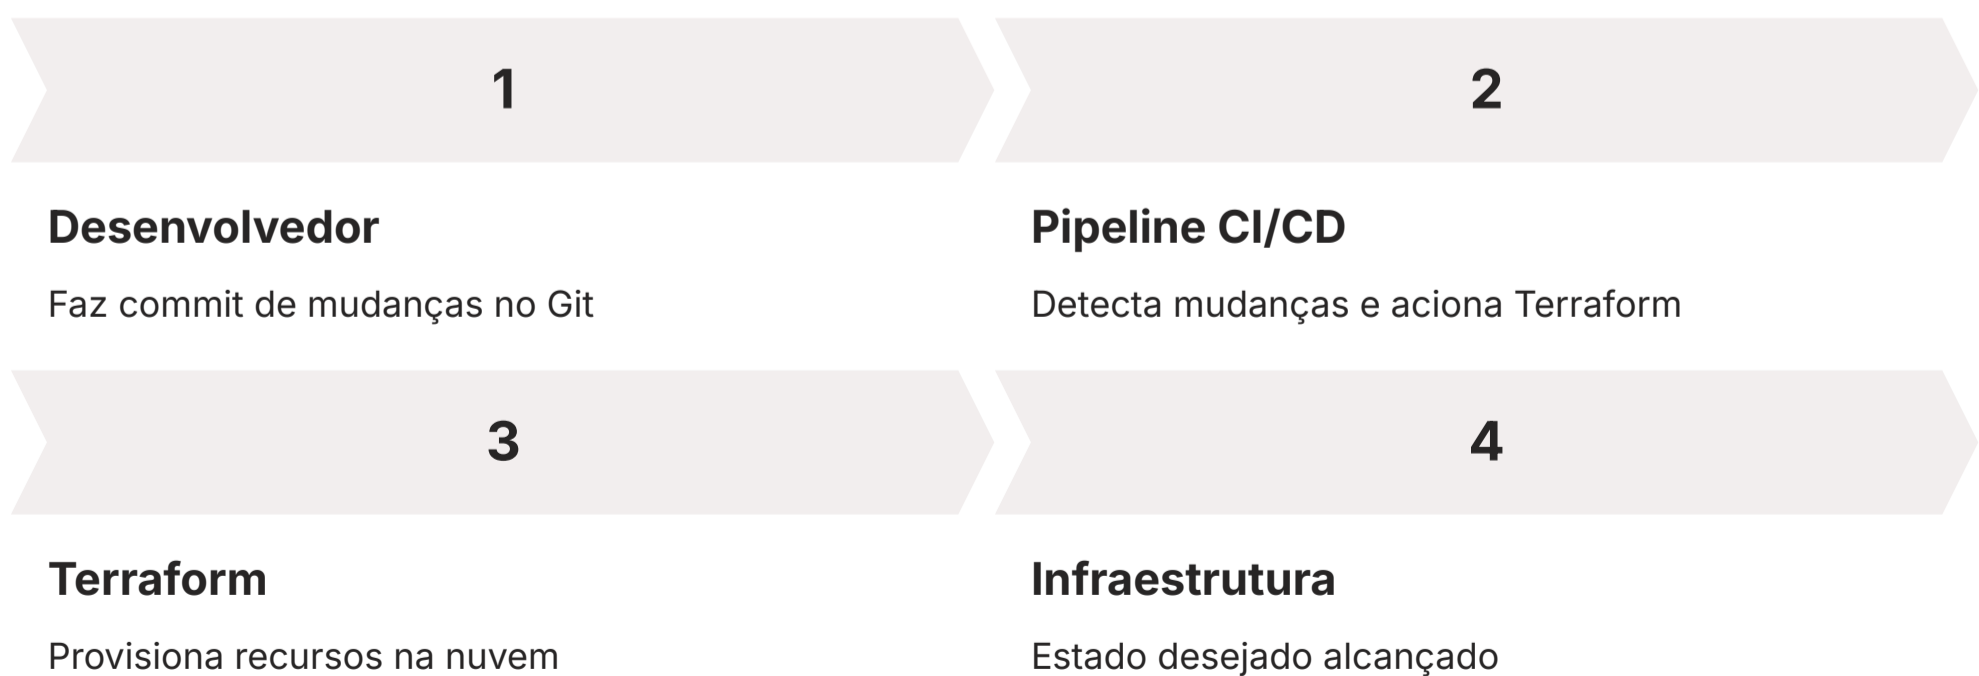 1
2
Desenvolvedor
Faz commit de mudanças no Git
Pipeline CI/CD
Detecta mudanças e aciona Terraform
3
4
Terraform
Provisiona recursos na nuvem
Infraestrutura
Estado desejado alcançado